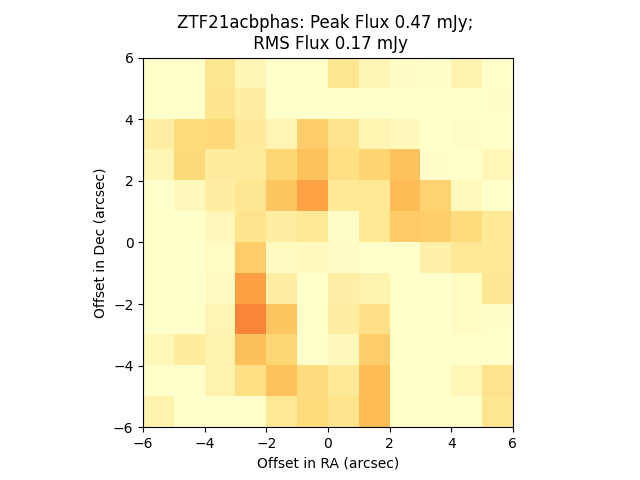 ZTF21acbphas: Peak Flux 0.47 mJy;
RMS Flux 0.17 mJy
6
4
2
0
−2
−4
−6
Offset in Dec (arcsec)
−6 −4 −2 0 2 4 6
Offset in RA (arcsec)